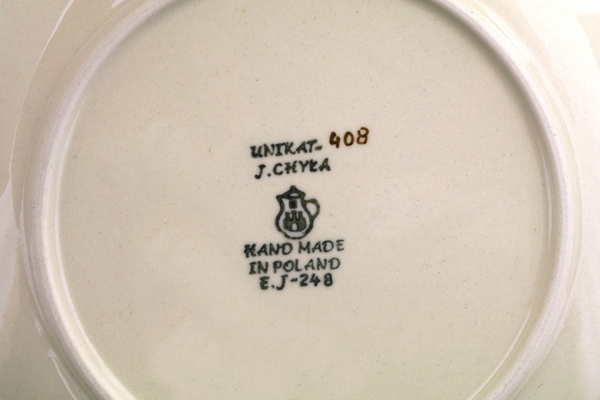 UNIKAT- 408
J. CHYŁA
HAND MADE
IN POLAND
E.J-248